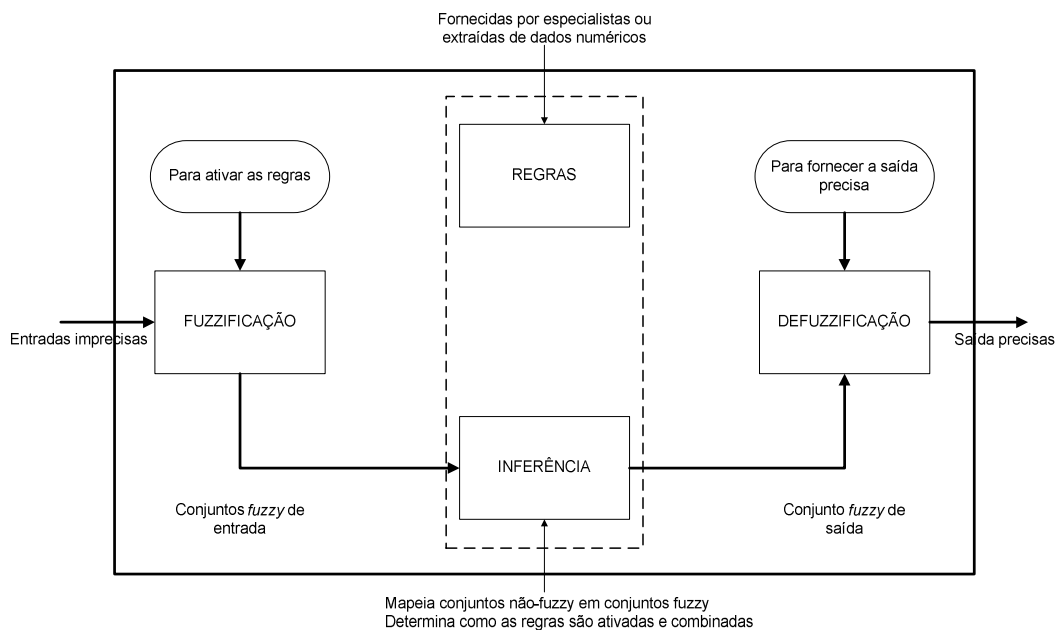 Fornecidas por especialistas ou
extraídas de dados numéricos
Para ativar as regras
REGRAS
Para fornecer a saída
precisa
FUZZIFICAÇÃO
DEFUZZIFICAÇÃO
Entradas imprecisas
Saída precisas
INFERÊNCIA
Conjuntos fuzzy de
entrada
Conjunto fuzzy de
saída
Mapeia conjuntos não-fuzzy em conjuntos fuzzy
Determina como as regras são ativadas e combinadas